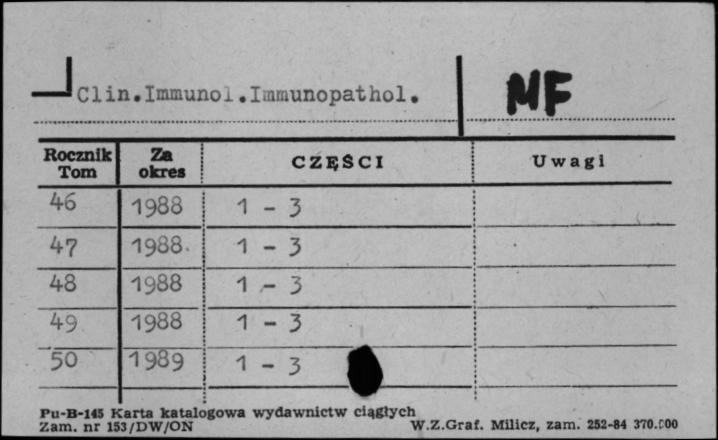 Clin.Immunol.Immunopathol. MF
Rocznik Tom Za okres CZĘŚCI Uwagi
46 1988 1 - 3
47 1988. 1 - 3
48 1988 1 - 3
49 1988 1 - 3
50 1989 1 - 3
Pu-B-145 Karta katalogowa wydawnictw ciągłych
Zam. nr 153/DW/ON W.Z.Graf. Milicz, zam. 252-84 370.000